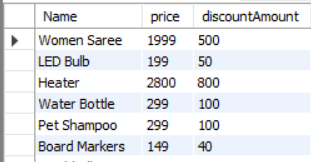 Name price discountAmount
Women Saree 1999 500
LED Bulb 199 50
Heater 2800 800
Water Bottle 299 100
Pet Shampoo 299 100
Board Markers 149 40